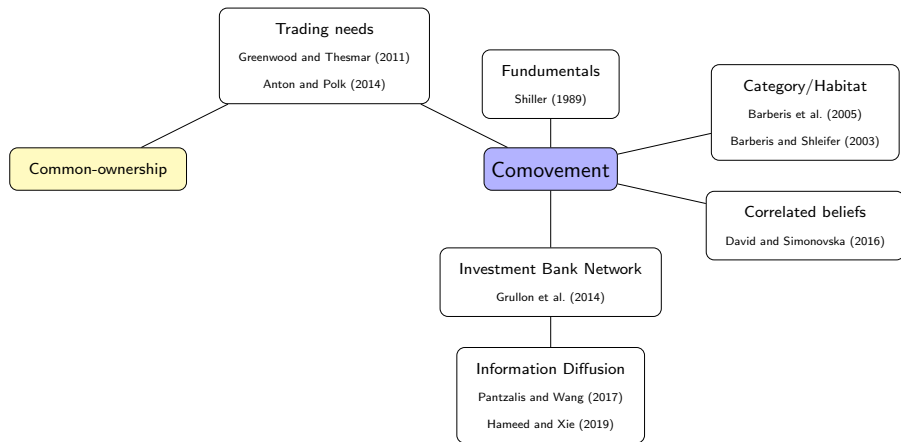 Trading needs
Greenwood and Thesmar (2011)
Anton and Polk (2014)
Fundumentals
Shiller (1989)
Category/Habitat
Barberis et al. (2005)
Barberis and Shleifer (2003)
Common-ownership
Comovement
Correlated beliefs
David and Simonovska (2016)
Investment Bank Network
Grullon et al. (2014)
Information Diffusion
Pantzalis and Wang (2017)
Hameed and Xie (2019)